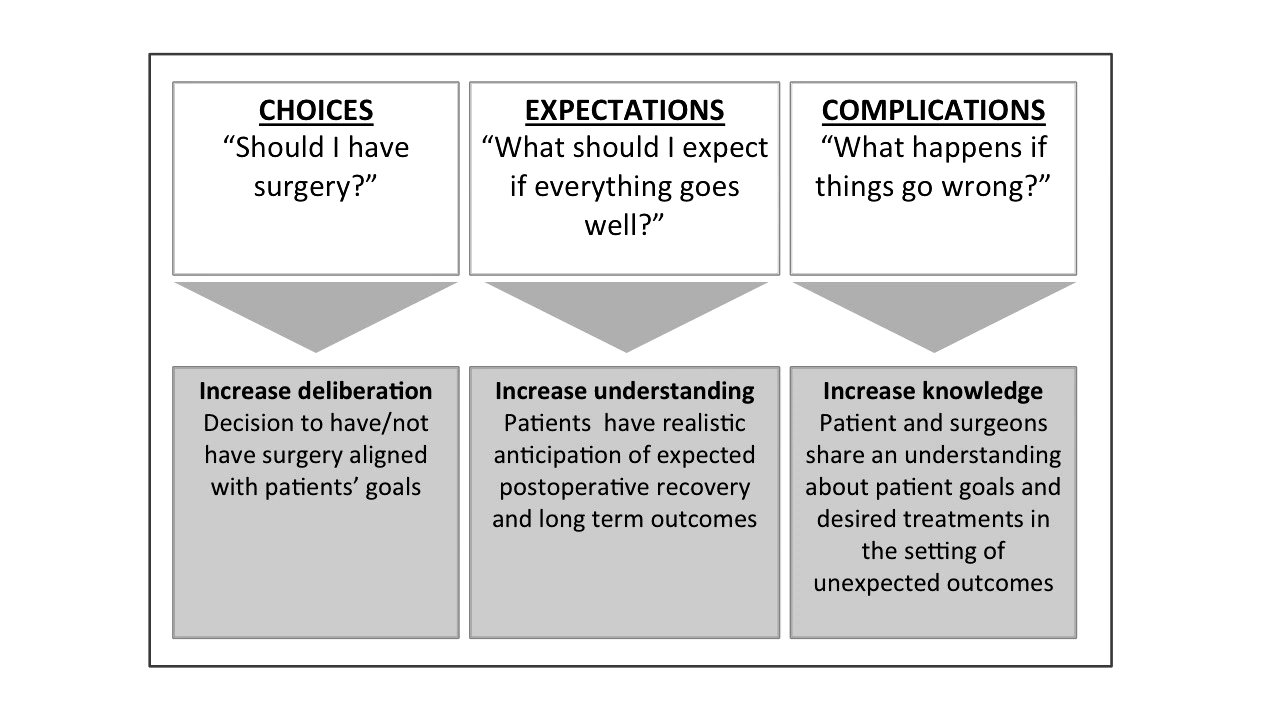 CHOICES
“Should I have
surgery?”
EXPECTATIONS
“What should I expect
if everything goes
well?”
COMPLICATIONS
“What happens if
things go wrong?”
Increase deliberation
Decision to have/not
have surgery aligned
with patients’ goals
Increase understanding
Patients  have realistic
anticipation of expected
postoperative recovery
and long term outcomes
Increase knowledge
Patient and surgeons
share an understanding
about patient goals and
desired treatments in
the setting of
unexpected outcomes